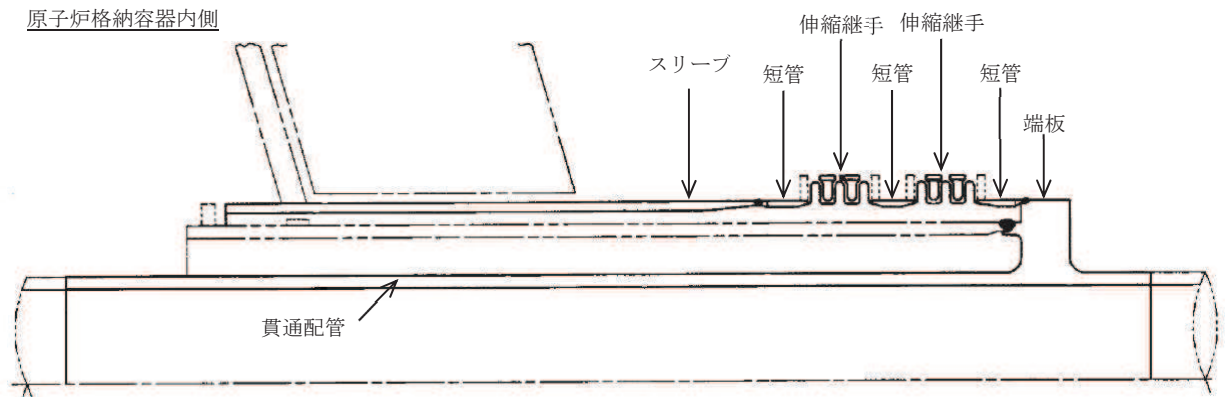 原子炉格納容器内側
伸縮継手
伸縮継手
スリーブ
短管
短管
短管
端板
貫通配管